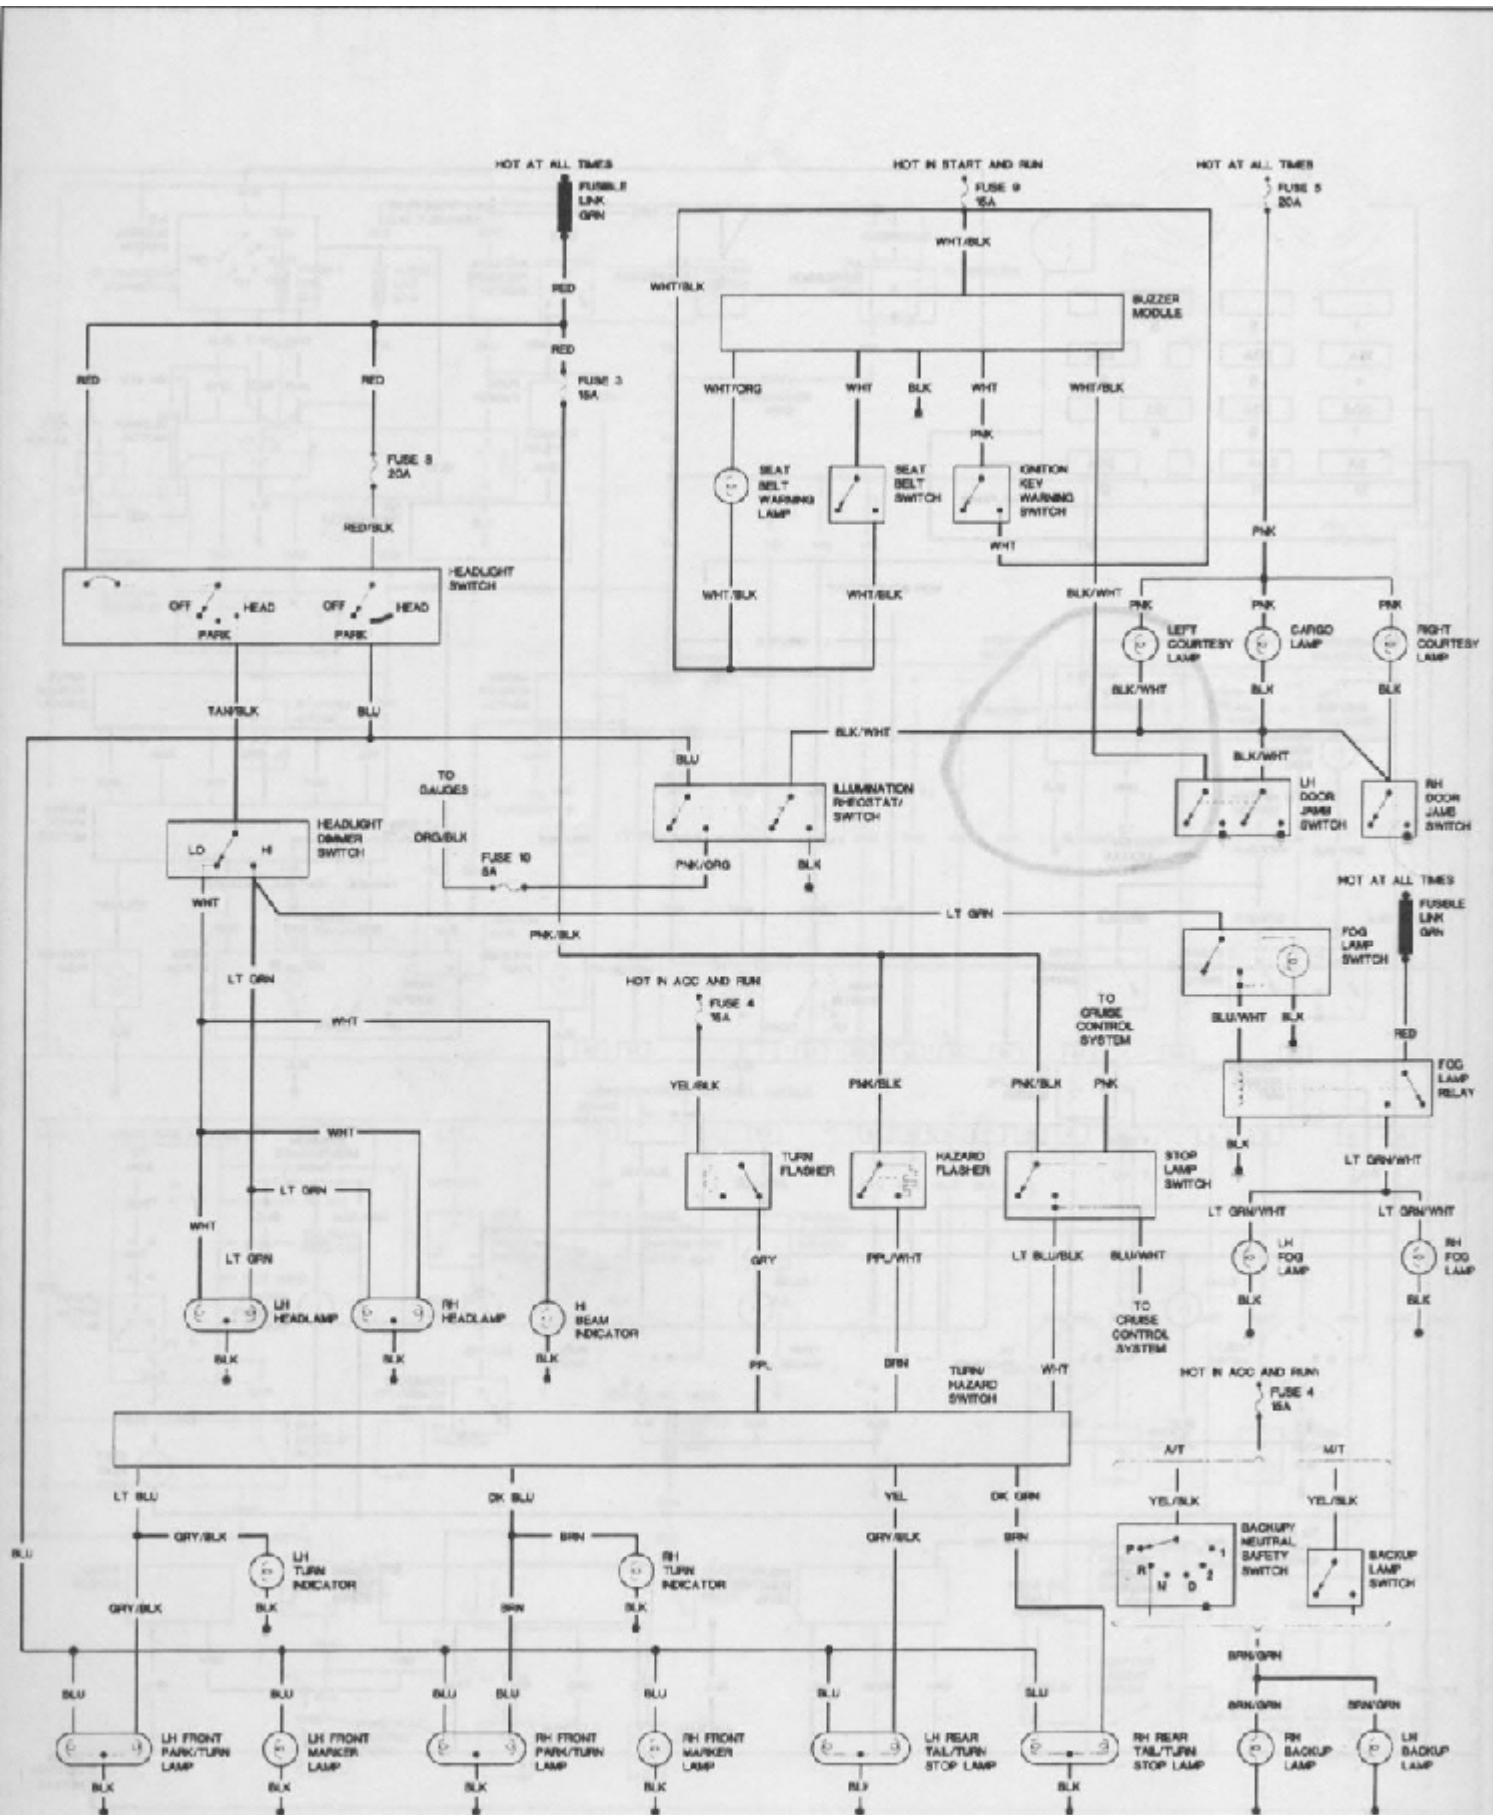 HOT AT ALL TIMES
FUSIBLE
LINK
GRN
HOT IN START AND RUN
FUSE 9
15A
HOT AT ALL TIMES
FUSE 5
20A
WHT/BLK
RED
WHT/BLK
BUZZER
MODULE
RED
RED
RED
FUSE 3
15A
WHT/ORG
WHT
BLK
WHT
WHT/BLK
PNK
FUSE 8
20A
SEAT
BELT
WARNING
LAMP
SEAT
BELT
SWITCH
IGNITION
KEY
WARNING
SWITCH
RED/BLK
WHT
PNK
HEADLIGHT
SWITCH
OFF
HEAD
PARK
OFF
HEAD
PARK
WHT/BLK
WHT/BLK
BLK/WHT
PNK
PNK
PNK
LEFT
COURTESY
LAMP
CARGO
LAMP
RIGHT
COURTESY
LAMP
BLK/WHT
BLK
BLK
TAN/BLK
BLU
BLK/WHT
BLU
BLK/WHT
TO
GAUGES
ILLUMINATION
RHEOSTAT/
SWITCH
LH
DOOR
JAMB
SWITCH
RH
DOOR
JAMB
SWITCH
HEADLIGHT
DIMMER
SWITCH
LO
HI
ORG/BLK
FUSE 10
5A
PNK/ORG
BLK
HOT AT ALL TIMES
FUSIBLE
LINK
GRN
WHT
LT GRN
PNK/BLK
FOG
LAMP
SWITCH
LT GRN
HOT IN ACC AND RUN
FUSE 4
15A
TO
CRUISE
CONTROL
SYSTEM
BLU/WHT
BLK
RED
WHT
YEL/BLK
PNK/BLK
PNK/BLK
PNK
FOG
LAMP
RELAY
WHT
BLK
LT GRN/WHT
TURN
FLASHER
HAZARD
FLASHER
STOP
LAMP
SWITCH
LT GRN
WHT
LT GRN/WHT
LT GRN/WHT
LT GRN
GRY
PPL/WHT
LT BLU/BLK
BLU/WHT
LH
FOG
LAMP
RH
FOG
LAMP
LH
HEADLAMP
RH
HEADLAMP
HI
BEAM
INDICATOR
BLK
BLK
TO
CRUISE
CONTROL
SYSTEM
BLK
BLK
BLK
PPL
BRN
TURN/
HAZARD
SWITCH
WHT
HOT IN ACC AND RUN
FUSE 4
15A
A/T
M/T
LT BLU
DK BLU
YEL
DK GRN
YEL/BLK
YEL/BLK
GRY/BLK
BRN
GRY/BLK
BRN
BLU
LH
TURN
INDICATOR
RH
TURN
INDICATOR
P
R
N
D
2
1
BACKUP/
NEUTRAL
SAFETY
SWITCH
BACKUP
LAMP
SWITCH
GRY/BLK
BLK
BRN
BLK
BRN/GRN
BLU
BLU
BLU
BLU
BLU
BLU
BLU
BRN/GRN
BRN/GRN
LH FRONT
PARK/TURN
LAMP
LH FRONT
MARKER
LAMP
RH FRONT
PARK/TURN
LAMP
RH FRONT
MARKER
LAMP
LH REAR
TAIL/TURN
STOP LAMP
RH REAR
TAIL/TURN
STOP LAMP
RH
BACKUP
LAMP
LH
BACKUP
LAMP
BLK
BLK
BLK
BLK
BLK
BLK